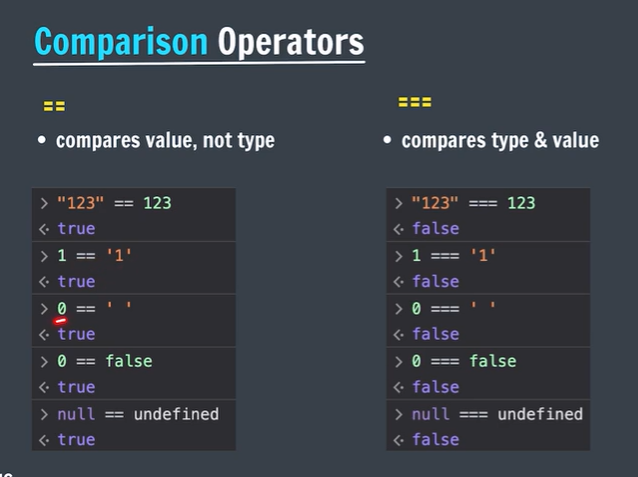 Comparison Operators
==
• compares value, not type
> "123" == 123
<· true
> 1 == '1'
<· true
> 0 == ' '
<· true
> 0 == false
<· true
> null == undefined
<· true
===
• compares type & value
> "123" === 123
<· false
> 1 === '1'
<· false
> 0 === ' '
<· false
> 0 === false
<· false
> null === undefined
<· false